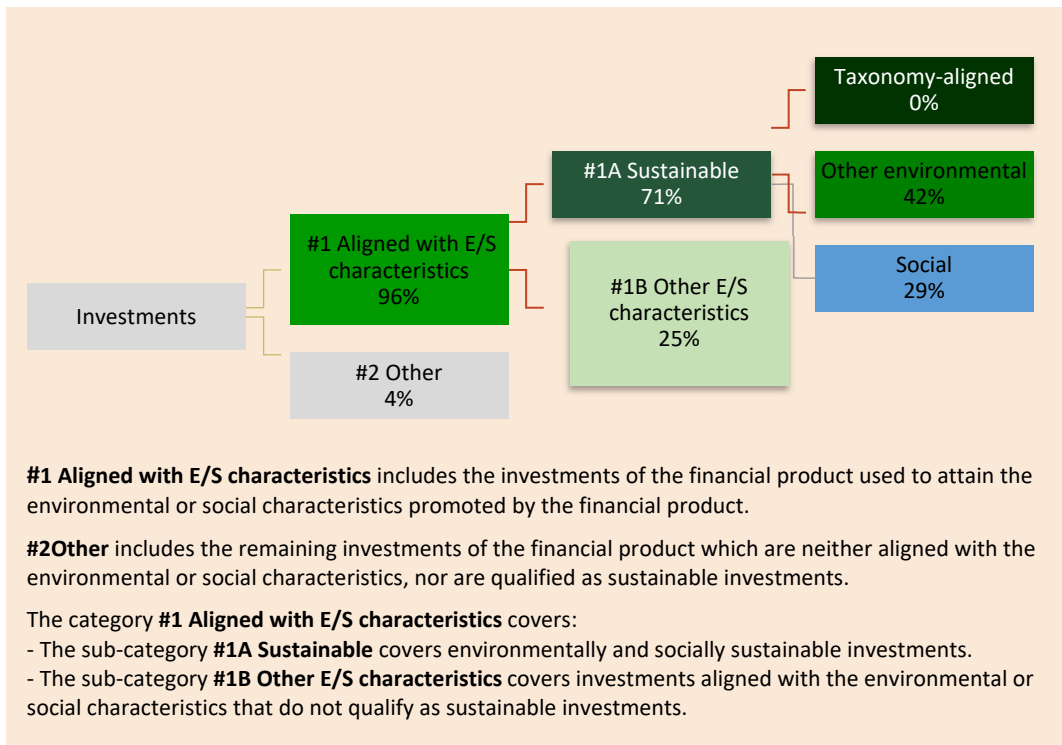 Taxonomy-aligned
0%
#1A Sustainable
71%
Other environmental
42%
#1 Aligned with E/S
characteristics
96%
#1B Other E/S
characteristics
25%
Social
29%
Investments
#2 Other
4%
#1 Aligned with E/S characteristics includes the investments of the financial product used to attain the
environmental or social characteristics promoted by the financial product.
#2Other includes the remaining investments of the financial product which are neither aligned with the
environmental or social characteristics, nor are qualified as sustainable investments.
The category #1 Aligned with E/S characteristics covers:
- The sub-category #1A Sustainable covers environmentally and socially sustainable investments.
- The sub-category #1B Other E/S characteristics covers investments aligned with the environmental or
social characteristics that do not qualify as sustainable investments.